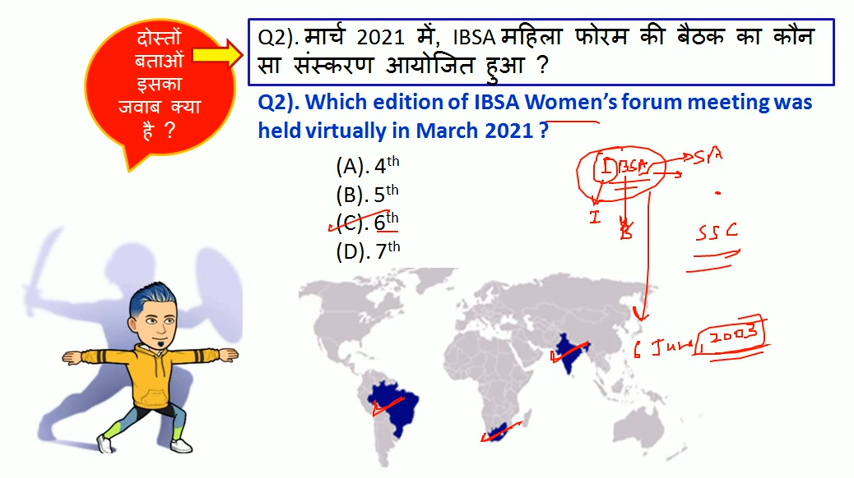 दोस्तों
बताओं
इसका
जवाब क्या
है ?
Q2). मार्च 2021 में, IBSA महिला फोरम की बैठक का कौन
सा संस्करण आयोजित हुआ ?
Q2). Which edition of IBSA Women's forum meeting was
held virtually in March 2021 ?
(A). 4th
(B). 5th
(C). 6th
(D). 7th
IBSA
SA
I
B
SSC
6 June, 2003